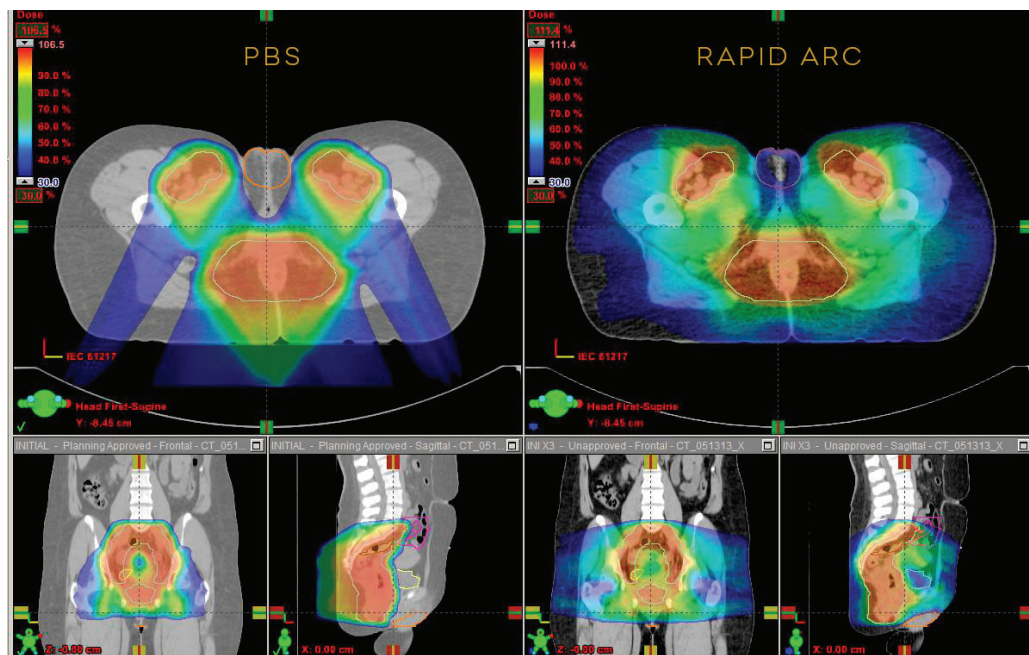 Dose
106.5 %
106.5
90.0 %
80.0 %
70.0 %
60.0 %
50.0 %
40.0 %
30.0
30.0 %
PBS
IEC 61217
Head First-Supine
Y: -8.45 cm
Dose
111.4 %
111.4
100.0 %
90.0 %
80.0 %
70.0 %
60.0 %
50.0 %
40.0 %
30.0
30.0 %
RAPID ARC
IEC 61217
Head First-Supine
Y: -8.45 cm
INITIAL - Planning Approved - Frontal - CT_051...
INITIAL - Planning Approved - Sagittal - CT_051...
INI X3 - Unapproved - Frontal - CT_051313_X
INI X3 - Unapproved - Sagittal - CT_051313_X
Z: -0.00 cm
X: 0.00 cm
Z: -0.00 cm
X: 0.00 cm